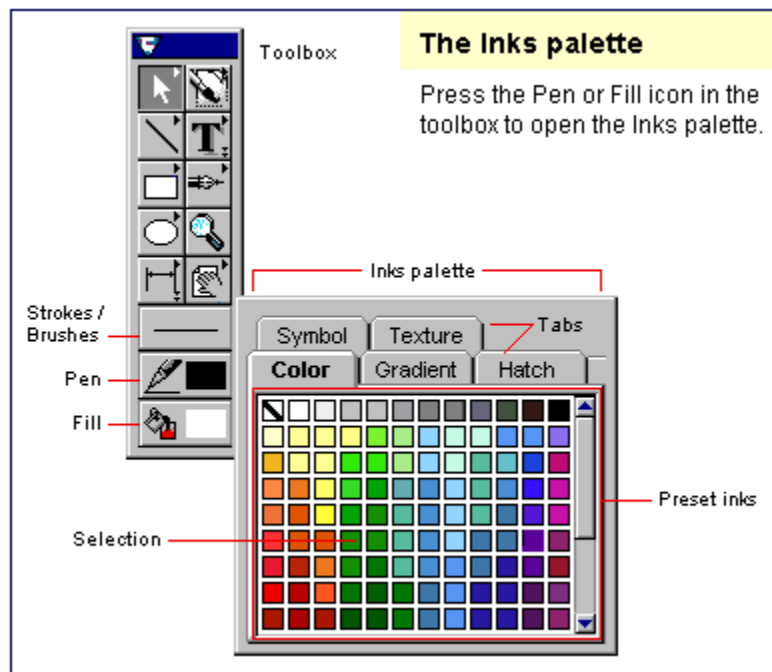 Toolbox
The Inks palette
Press the Pen or Fill icon in the
toolbox to open the Inks palette.
Inks palette
Strokes /
Brushes
Symbol
Texture
Tabs
Color
Gradient
Hatch
Pen
Fill
Preset inks
Selection